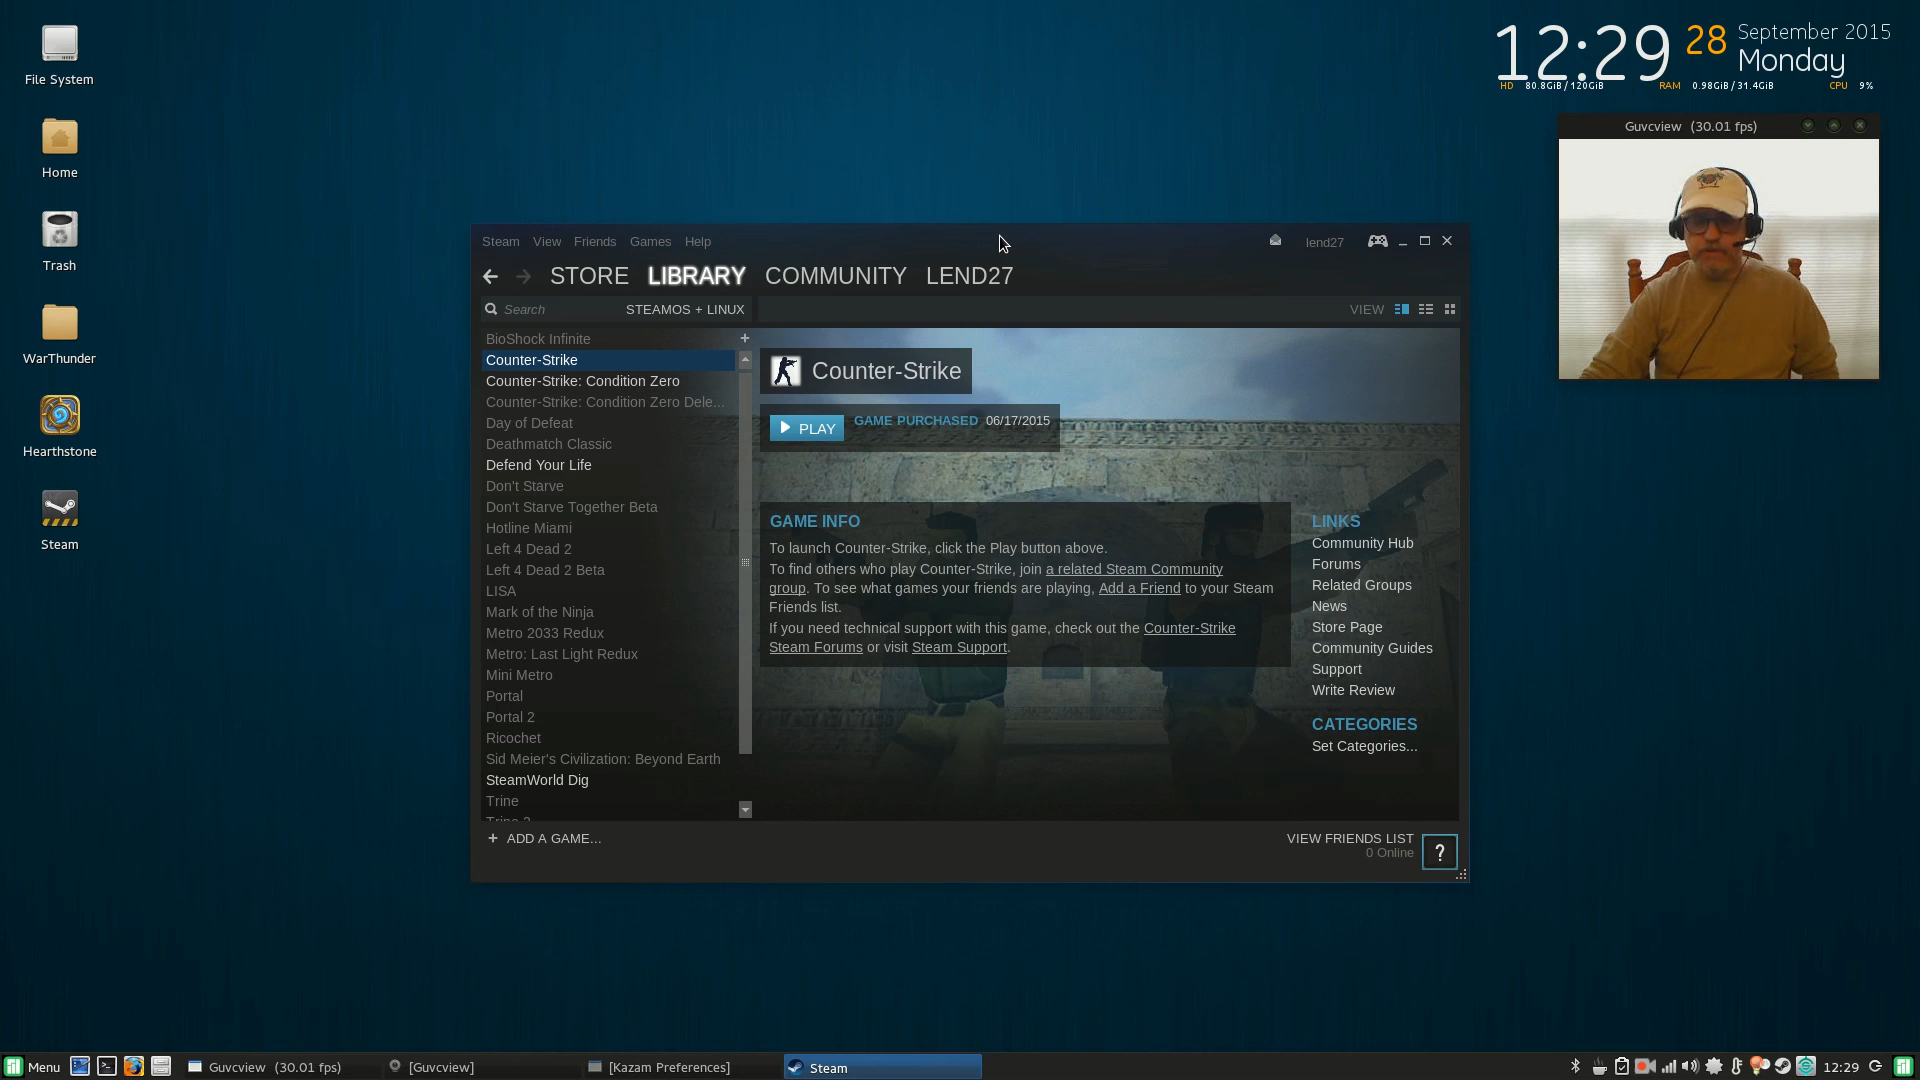 File System
Home
Trash
WarThunder
Hearthstone
Steam
12:29 28 September 2015
Monday
HD 80.8GiB / 120GiB RAM 0.98GiB / 31.4GiB CPU 9%
Guvcview (30.01 fps)
Steam View Friends Games Help
lend27
STORE LIBRARY COMMUNITY LEND27
Search STEAMOS + LINUX
VIEW
BioShock Infinite
Counter-Strike
Counter-Strike: Condition Zero
Counter-Strike: Condition Zero Dele...
Day of Defeat
Deathmatch Classic
Defend Your Life
Don't Starve
Don't Starve Together Beta
Hotline Miami
Left 4 Dead 2
Left 4 Dead 2 Beta
LISA
Mark of the Ninja
Metro 2033 Redux
Metro: Last Light Redux
Mini Metro
Portal
Portal 2
Ricochet
Sid Meier's Civilization: Beyond Earth
SteamWorld Dig
Trine
Trine 2
+ ADD A GAME...
Counter-Strike
PLAY
GAME PURCHASED 06/17/2015
GAME INFO
To launch Counter-Strike, click the Play button above.
To find others who play Counter-Strike, join a related Steam Community
group. To see what games your friends are playing, Add a Friend to your Steam
Friends list.
If you need technical support with this game, check out the Counter-Strike
Steam Forums or visit Steam Support.
LINKS
Community Hub
Forums
Related Groups
News
Store Page
Community Guides
Support
Write Review
CATEGORIES
Set Categories...
VIEW FRIENDS LIST
0 Online
?
Menu
Guvcview (30.01 fps)
[Guvcview]
[Kazam Preferences]
Steam
12:29